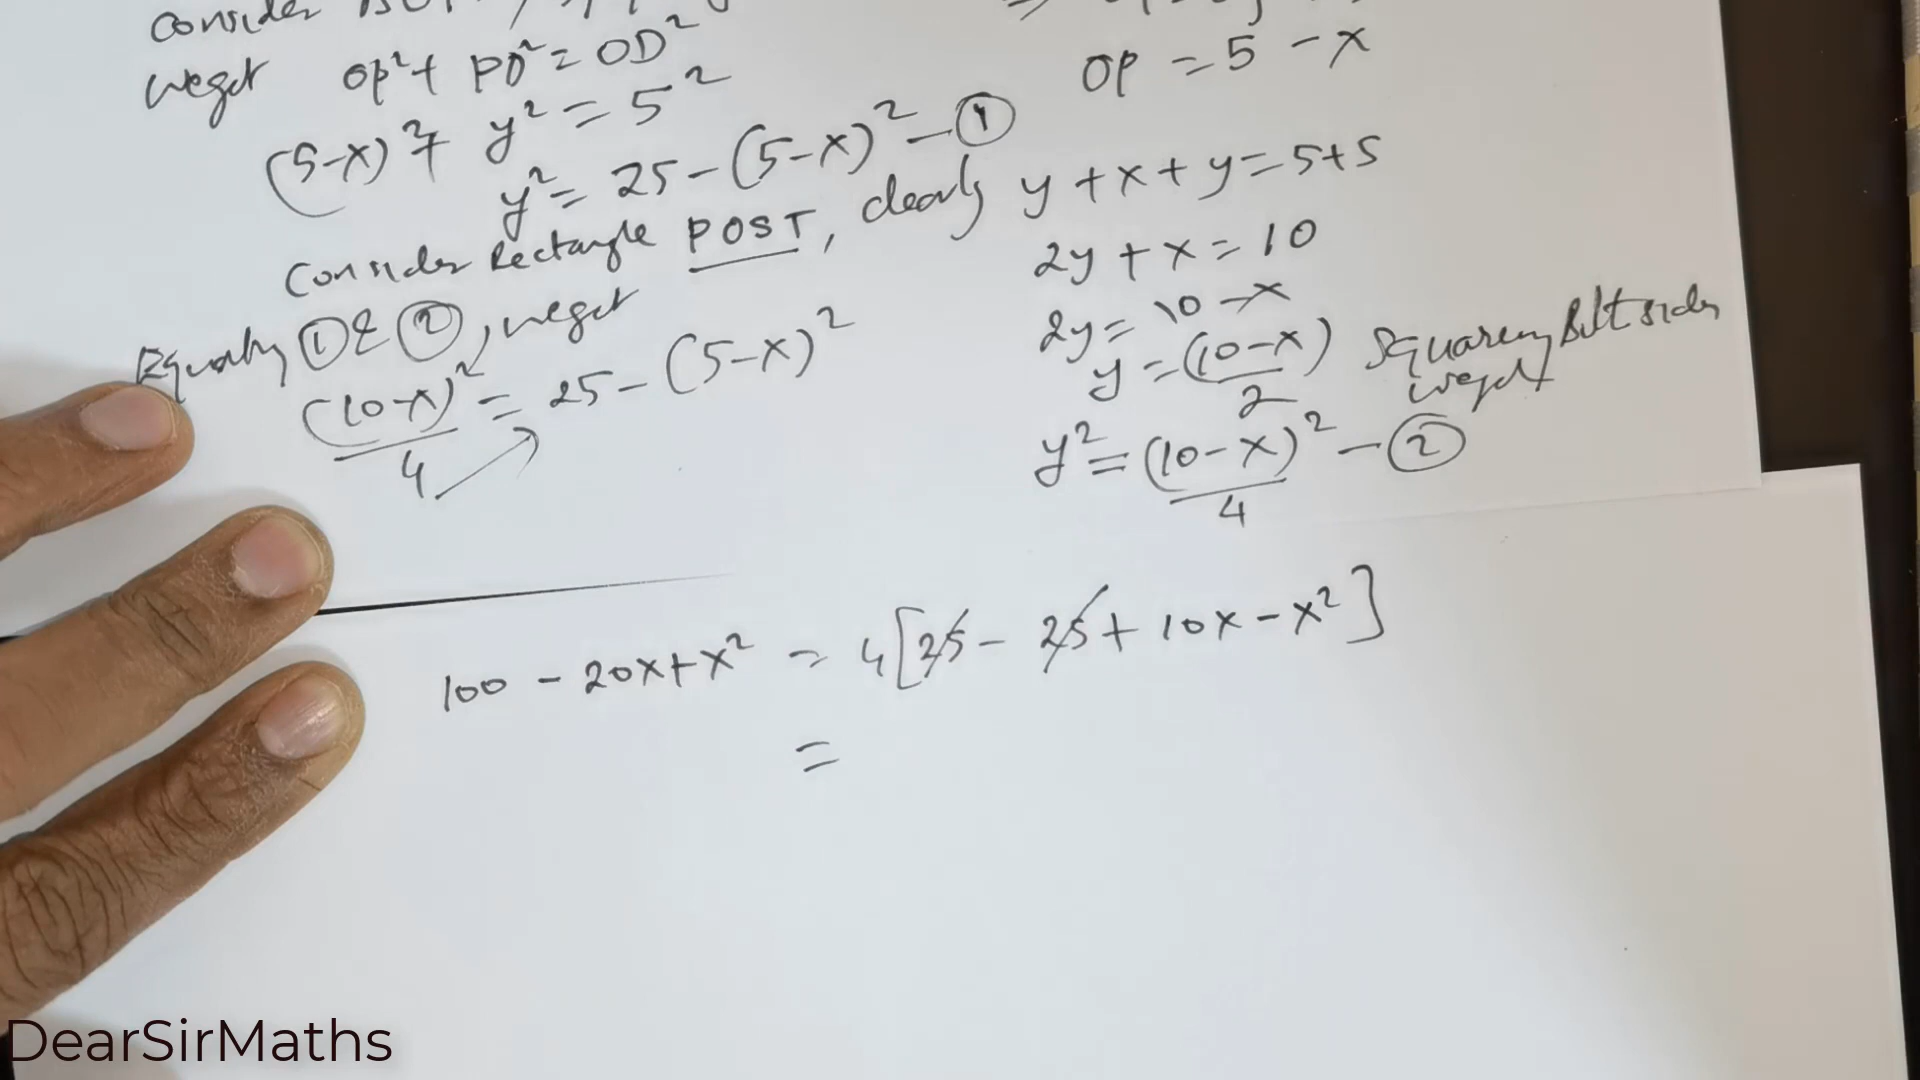 Consider
we get OP² + PD² = OD²
(5-x)² + y² = 5²
y² = 25 - (5-x)² - ①
Consider Rectangle POST, clearly y + x + y = 5+5
Equating ① & ②, we get
(10-x)²/4 = 25 - (5-x)²
OP = 5 - x
2y + x = 10
2y = 10 - x
y = (10-x)/2 Squaring Both sides
we get
y² = (10-x)²/4 - ②
100 - 20x + x² = 4[25 - 25 + 10x - x²]
=
DearSirMaths